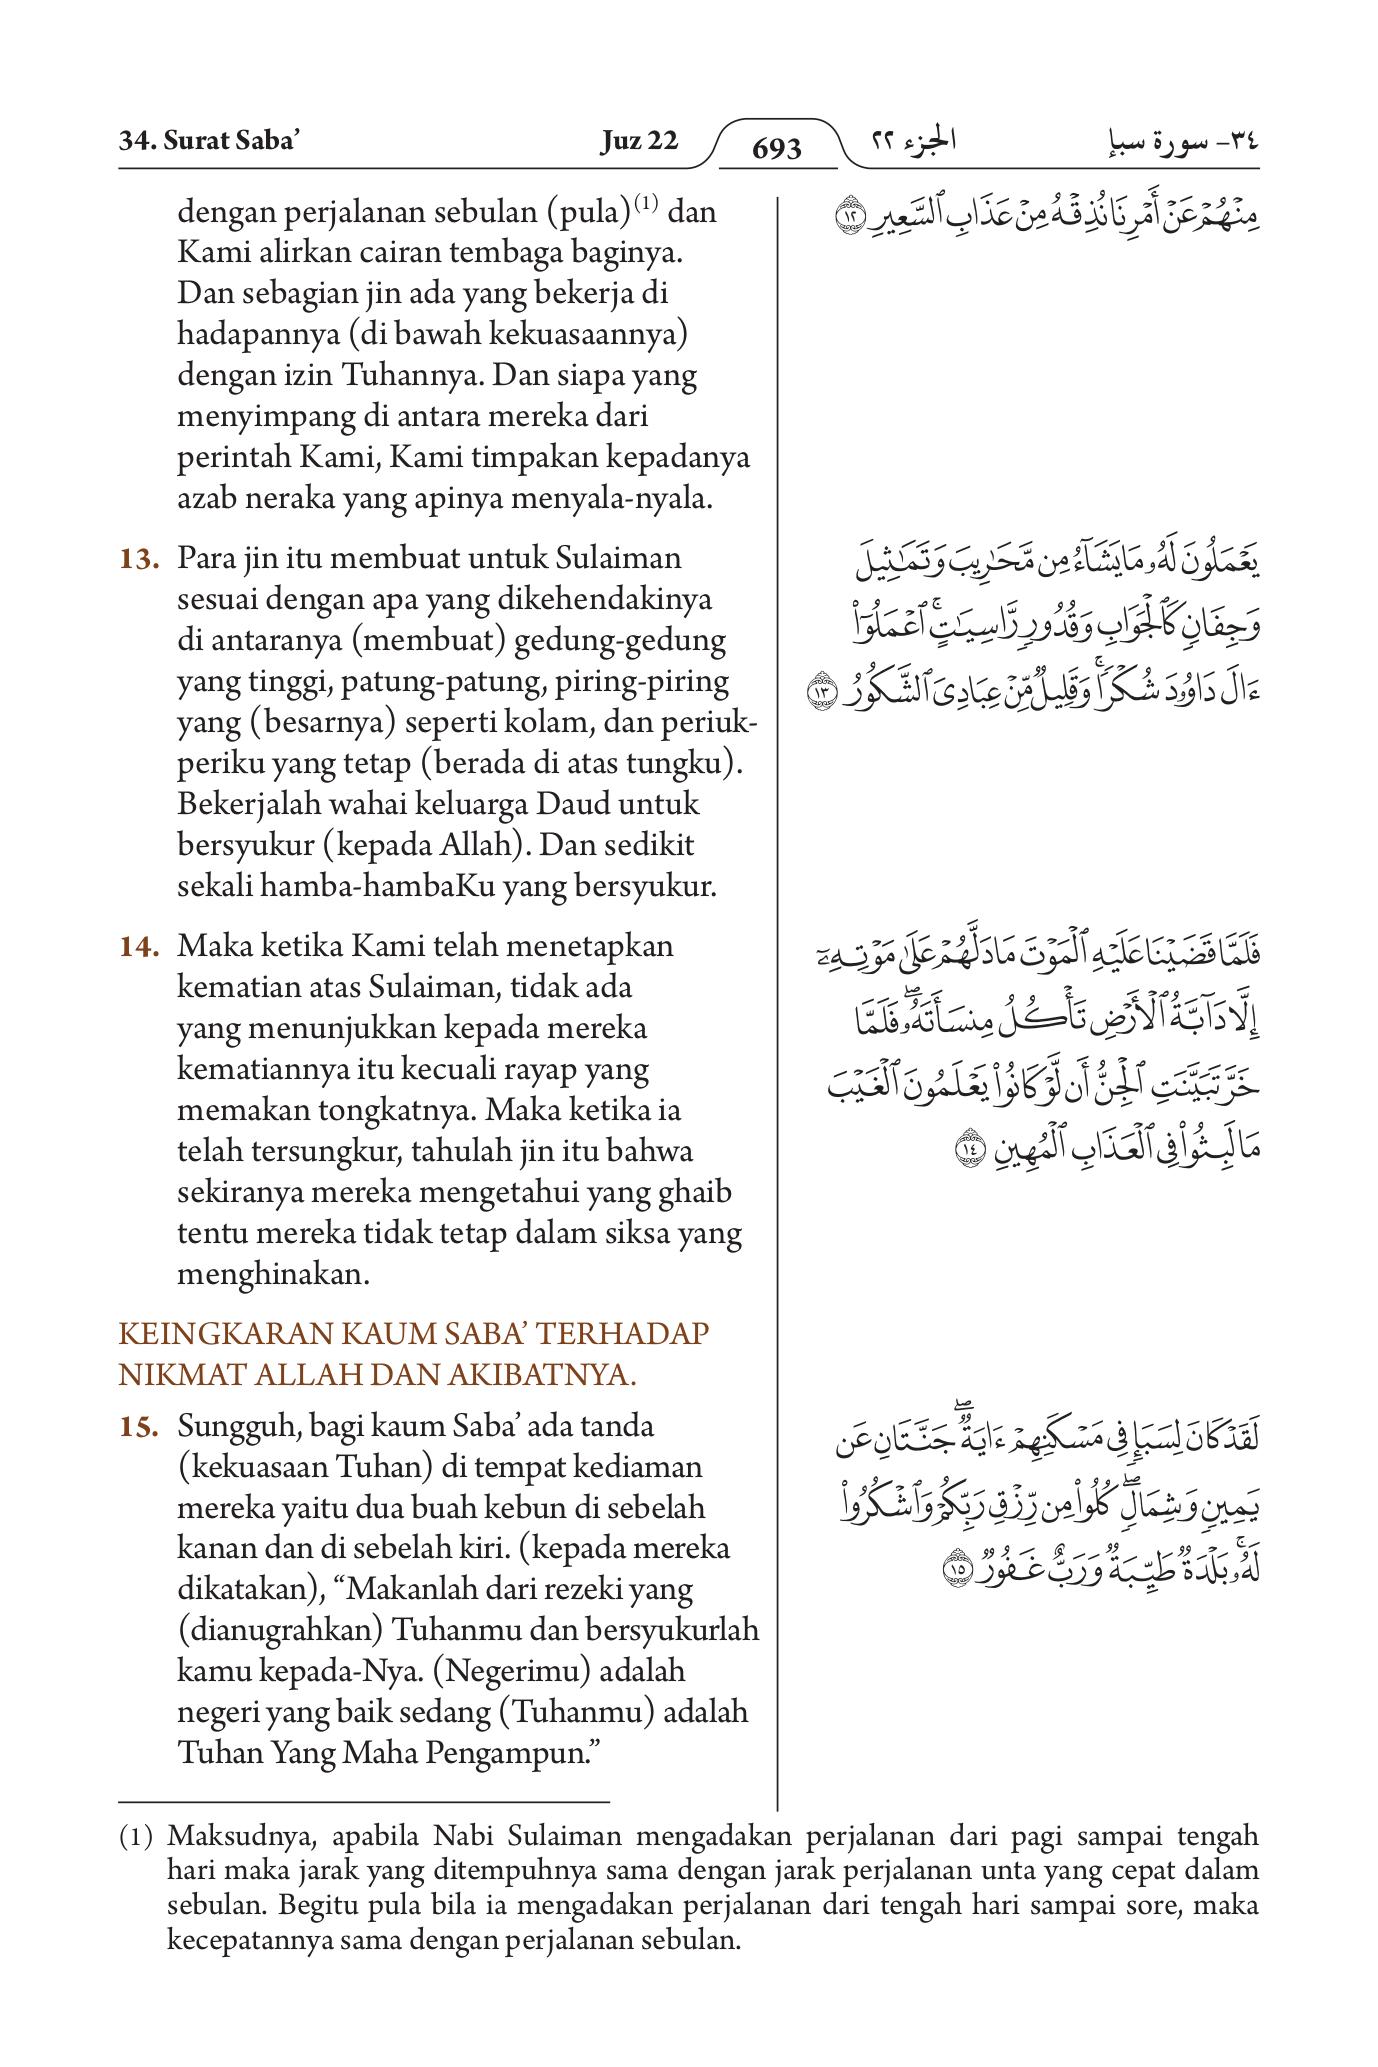 34. Surat Saba’
Juz 22
693
الجزء ٢٢
٣٤- سورة سبإ
dengan perjalanan sebulan (pula)(1) dan
Kami alirkan cairan tembaga baginya.
Dan sebagian jin ada yang bekerja di
hadapannya (di bawah kekuasaannya)
dengan izin Tuhannya. Dan siapa yang
menyimpang di antara mereka dari
perintah Kami, Kami timpakan kepadanya
azab neraka yang apinya menyala-nyala.
13. Para jin itu membuat untuk Sulaiman
sesuai dengan apa yang dikehendakinya
di antaranya (membuat) gedung-gedung
yang tinggi, patung-patung, piring-piring
yang (besarnya) seperti kolam, dan periuk-
periku yang tetap (berada di atas tungku).
Bekerjalah wahai keluarga Daud untuk
bersyukur (kepada Allah). Dan sedikit
sekali hamba-hambaKu yang bersyukur.
14. Maka ketika Kami telah menetapkan
kematian atas Sulaiman, tidak ada
yang menunjukkan kepada mereka
kematiannya itu kecuali rayap yang
memakan tongkatnya. Maka ketika ia
telah tersungkur, tahulah jin itu bahwa
sekiranya mereka mengetahui yang ghaib
tentu mereka tidak tetap dalam siksa yang
menghinakan.
KEINGKARAN KAUM SABA’ TERHADAP
NIKMAT ALLAH DAN AKIBATNYA.
15. Sungguh, bagi kaum Saba’ ada tanda
(kekuasaan Tuhan) di tempat kediaman
mereka yaitu dua buah kebun di sebelah
kanan dan di sebelah kiri. (kepada mereka
dikatakan), “Makanlah dari rezeki yang
(dianugrahkan) Tuhanmu dan bersyukurlah
kamu kepada-Nya. (Negerimu) adalah
negeri yang baik sedang (Tuhanmu) adalah
Tuhan Yang Maha Pengampun.”
مِنْهُمْ عَنْ أَمْرِنَا نُذِقْهُ مِنْ عَذَابِ ٱلسَّعِيرِ ١٢
يَعْمَلُونَ لَهُۥ مَا يَشَآءُ مِن مَّحَٰرِيبَ وَتَمَٰثِيلَ
وَجِفَانٍ كَٱلْجَوَابِ وَقُدُورٍ رَّاسِيَٰتٍ ۚ ٱعْمَلُوٓا۟
ءَالَ دَاوُۥدَ شُكْرًا ۚ وَقَلِيلٌ مِّنْ عِبَادِىَ ٱلشَّكُورُ ١٣
فَلَمَّا قَضَيْنَا عَلَيْهِ ٱلْمَوْتَ مَا دَلَّهُمْ عَلَىٰ مَوْتِهِۦٓ
إِلَّا دَآبَّةُ ٱلْأَرْضِ تَأْكُلُ مِنسَأَتَهُۥ ۖ فَلَمَّا
خَرَّ تَبَيَّنَتِ ٱلْجِنُّ أَن لَّوْ كَانُوا۟ يَعْلَمُونَ ٱلْغَيْبَ
مَا لَبِثُوا۟ فِى ٱلْعَذَابِ ٱلْمُهِينِ ١٤
لَقَدْ كَانَ لِسَبَإٍ فِى مَسْكَنِهِمْ ءَايَةٌ ۖ جَنَّتَانِ عَن
يَمِينٍ وَشِمَالٍ ۖ كُلُوا۟ مِن رِّزْقِ رَبِّكُمْ وَٱشْكُرُوا۟
لَهُۥ ۚ بَلْدَةٌ طَيِّبَةٌ وَرَبٌّ غَفُورٌ ١٥
(1) Maksudnya, apabila Nabi Sulaiman mengadakan perjalanan dari pagi sampai tengah
hari maka jarak yang ditempuhnya sama dengan jarak perjalanan unta yang cepat dalam
sebulan. Begitu pula bila ia mengadakan perjalanan dari tengah hari sampai sore, maka
kecepatannya sama dengan perjalanan sebulan.